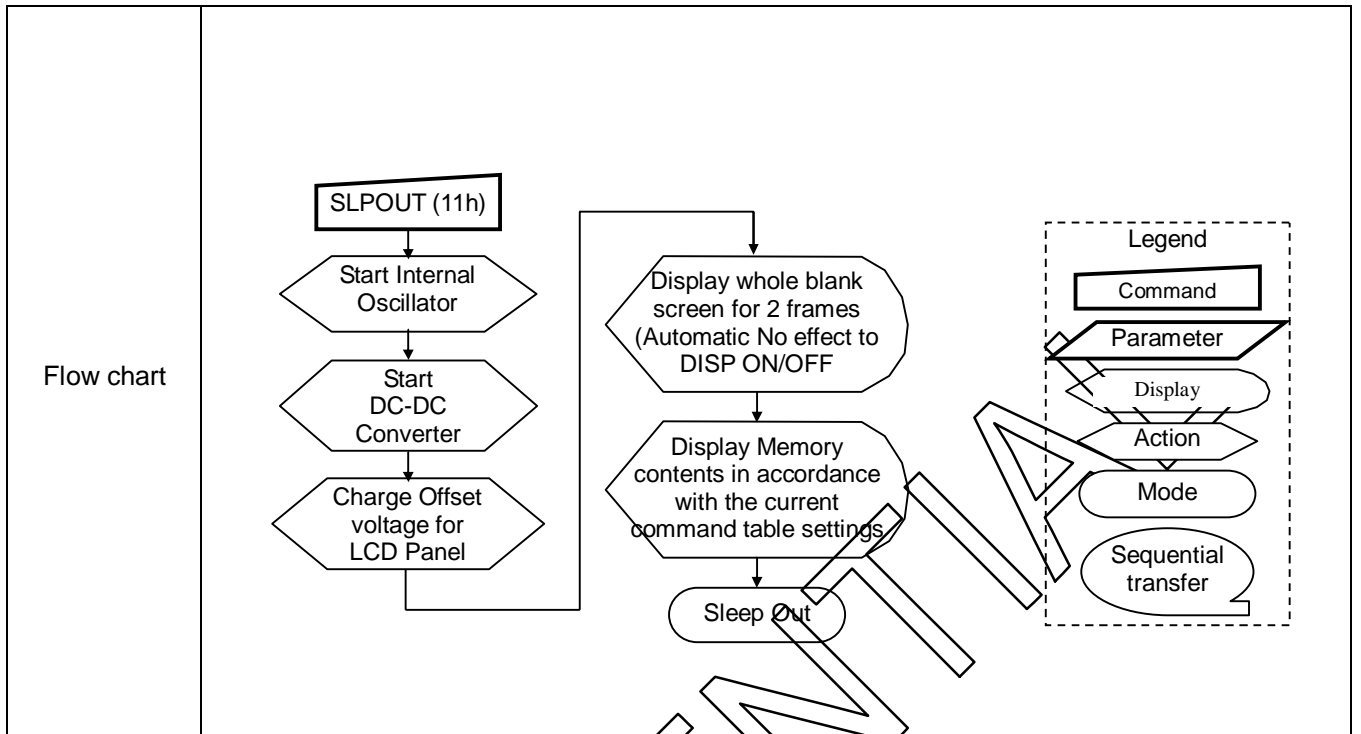 Flow chart
SLPOUT (11h)
Start Internal
Oscillator
Start
DC-DC
Converter
Charge Offset
voltage for
LCD Panel
Display whole blank
screen for 2 frames
(Automatic No effect to
DISP ON/OFF
Display Memory
contents in accordance
with the current
command table settings
Sleep Out
Legend
Command
Parameter
Display
Action
Mode
Sequential
transfer